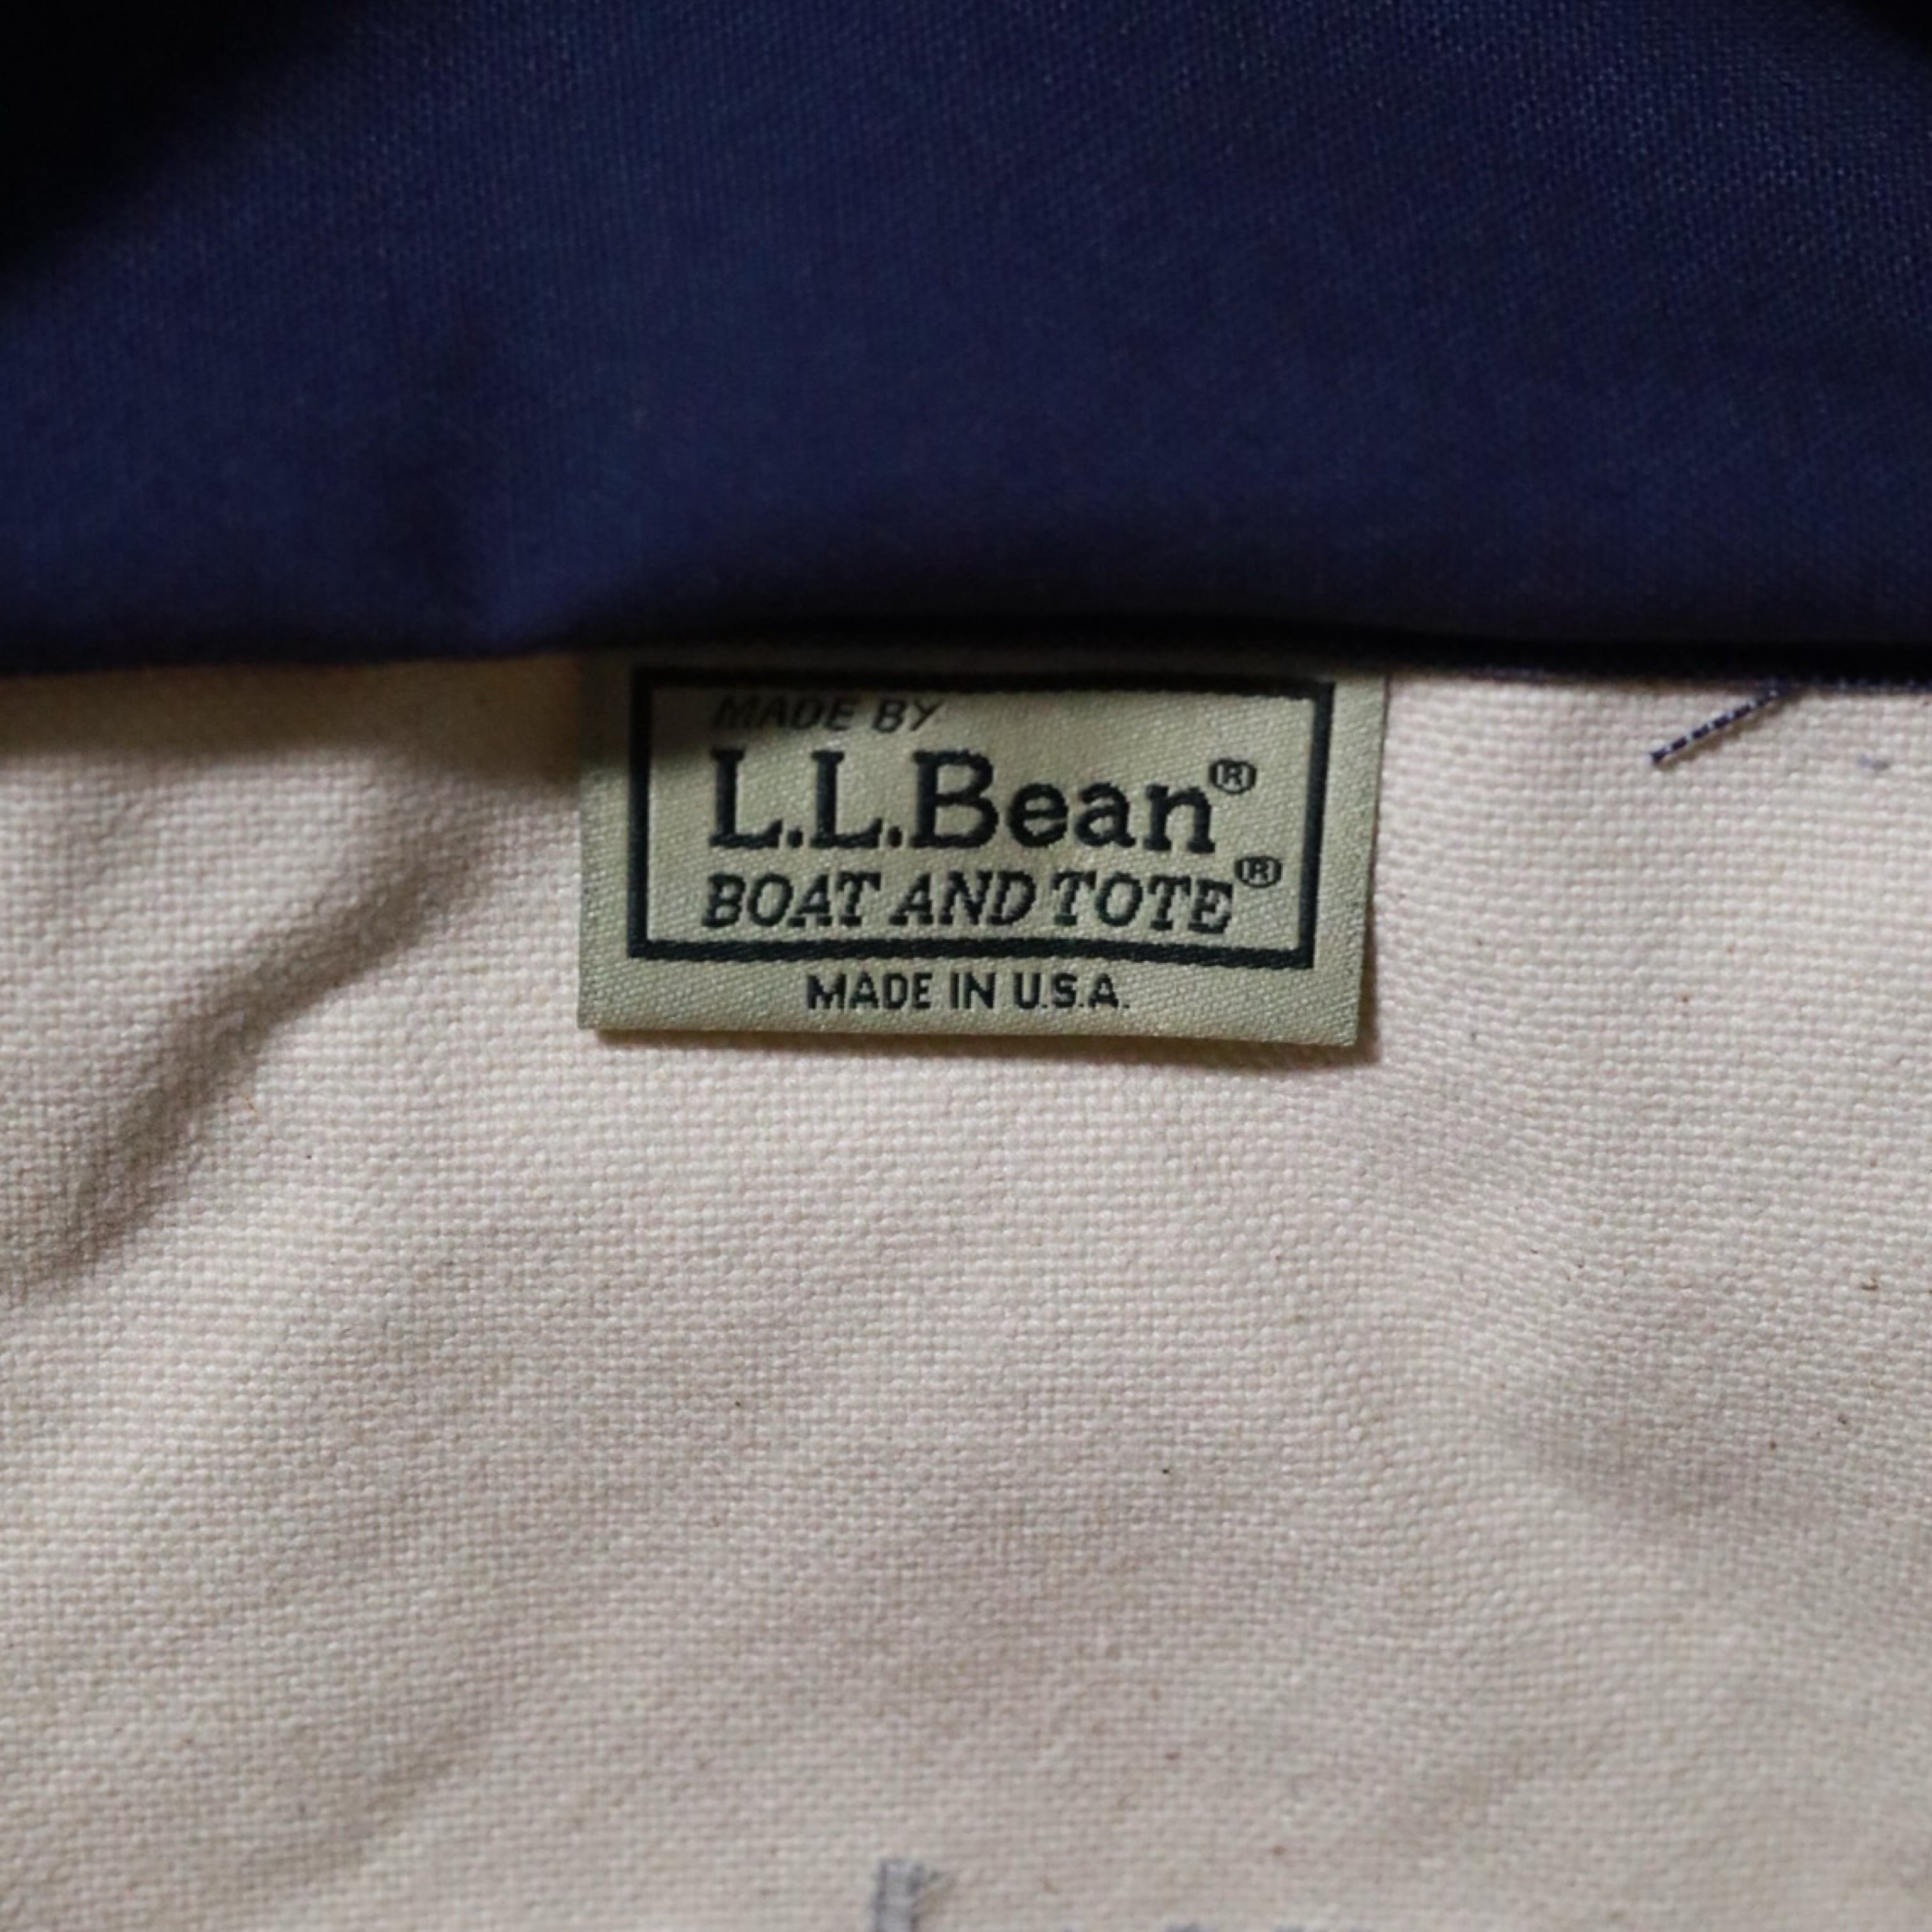 MADE BY
L.L.Bean®
BOAT AND TOTE®
MADE IN U.S.A.